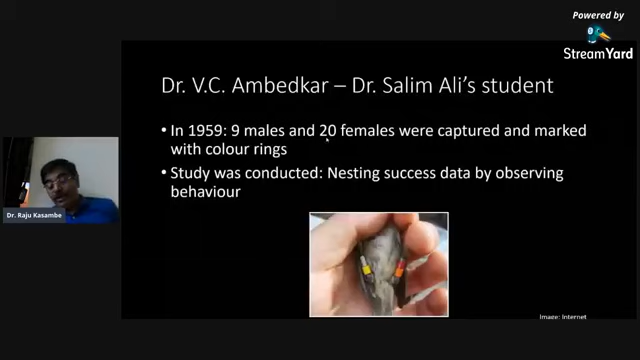 Powered by
StreamYard
Dr. V.C. Ambedkar – Dr. Salim Ali's student
• In 1959: 9 males and 20 females were captured and marked
with colour rings
• Study was conducted: Nesting success data by observing
behaviour
Dr. Raju Kasambe
Image: Internet